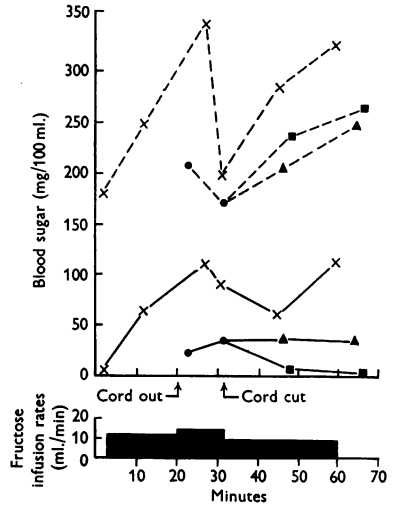 350
300
250
200
150
100
50
0
Blood sugar (mg/100 ml.)
Cord out
Cord cut
20
10
0
Fructose
infusion rates
(ml./min)
10 20 30 40 50 60 70
Minutes